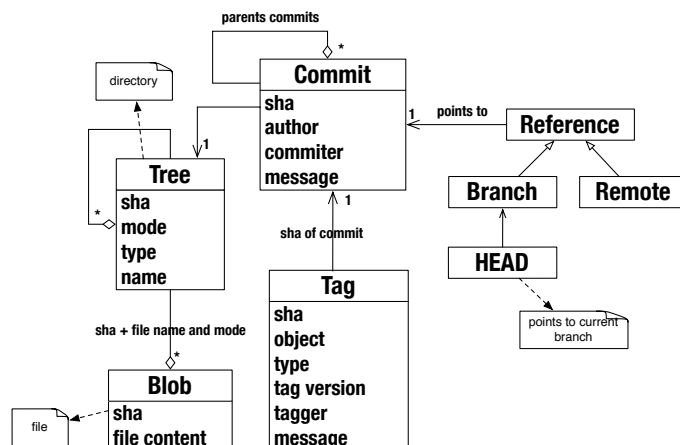 parents commits
*
Commit
sha
author
commiter
message
directory
1
1
points to
Reference
Tree
sha
mode
type
name
*
Branch
Remote
1
sha of commit
HEAD
Tag
sha
object
type
tag version
tagger
message
points to current
branch
sha + file name and mode
*
Blob
sha
file content
file